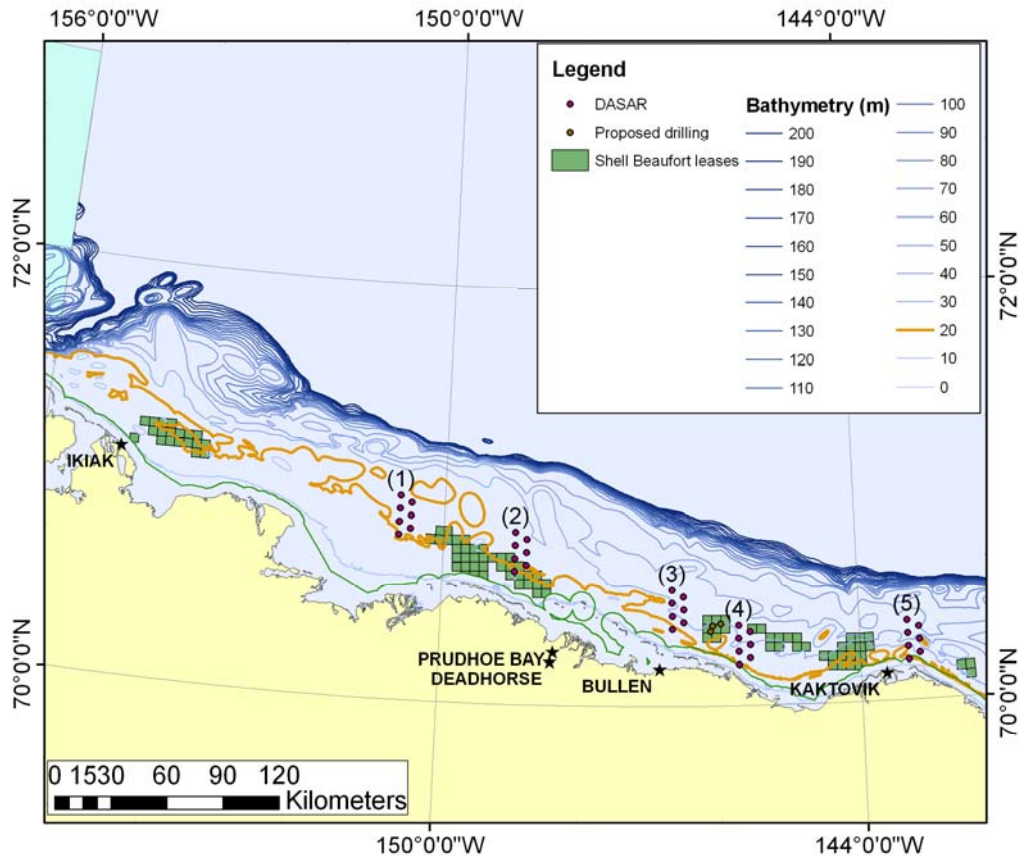 156°0'0"W
150°0'0"W
144°0'0"W
72°0'0"N
72°0'0"N
Legend
DASAR
Proposed drilling
Shell Beaufort leases
Bathymetry (m)
200
190
180
170
160
150
140
130
120
110
100
90
80
70
60
50
40
30
20
10
0
IKIAK
(1)
(2)
(3)
(4)
(5)
PRUDHOE BAY
DEADHORSE
BULLEN
KAKTOVIK
70°0'0"N
70°0'0"N
0 1530 60 90 120
Kilometers
150°0'0"W
144°0'0"W